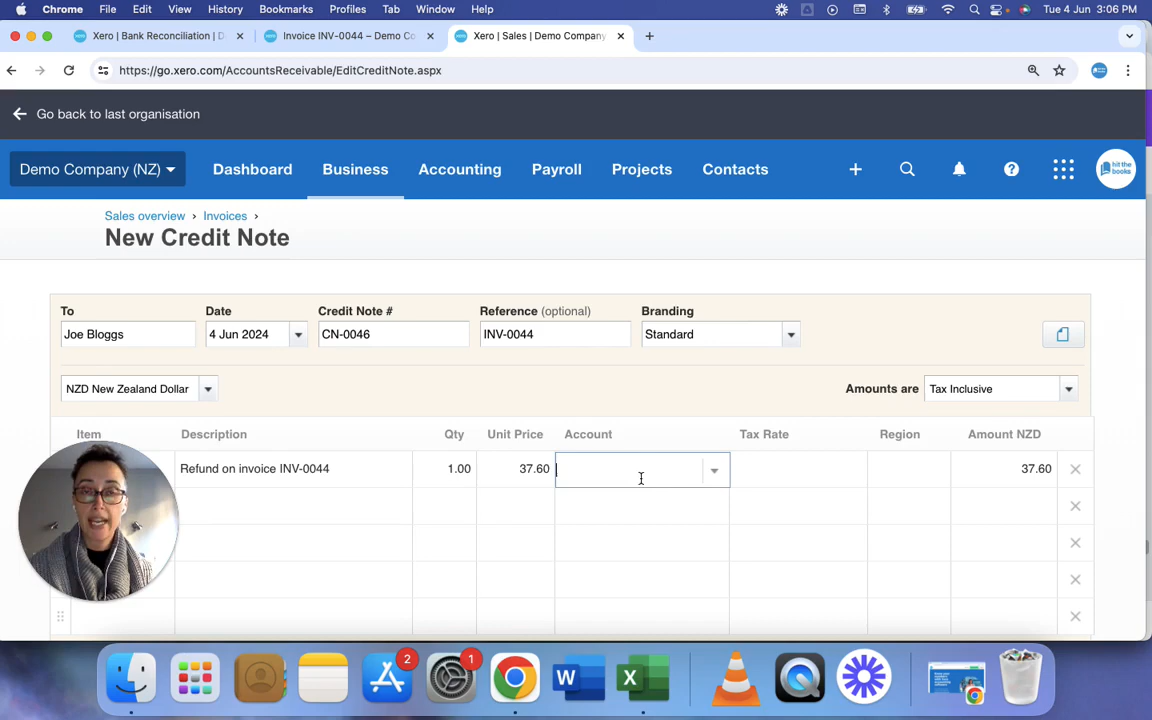 Chrome File Edit View History Bookmarks Profiles Tab Window Help Tue 4 Jun 3:06 PM
Xero | Bank Reconciliation | D Invoice INV-0044 – Demo Co Xero | Sales | Demo Company
https://go.xero.com/AccountsReceivable/EditCreditNote.aspx
Go back to last organisation
Demo Company (NZ) Dashboard Business Accounting Payroll Projects Contacts
hit the books
Sales overview › Invoices ›
New Credit Note
To Date Credit Note # Reference (optional) Branding
Joe Bloggs 4 Jun 2024 CN-0046 INV-0044 Standard
NZD New Zealand Dollar Amounts are Tax Inclusive
Item Description Qty Unit Price Account Tax Rate Region Amount NZD
Refund on invoice INV-0044 1.00 37.60 37.60
2 1
W X